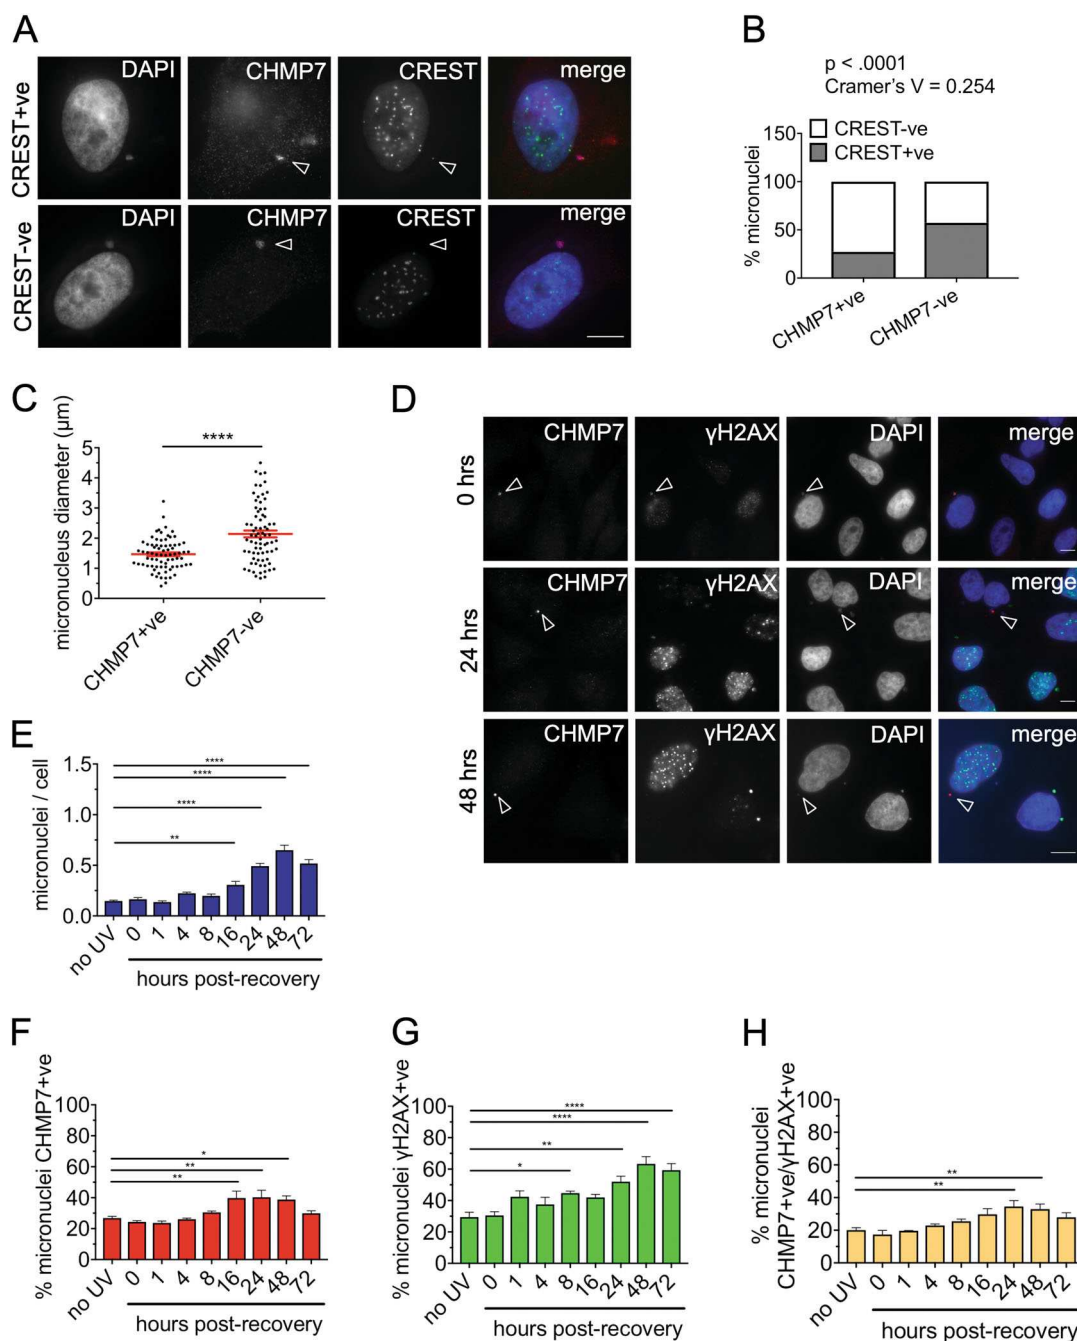 A
DAPI CHMP7 CREST merge
CREST+ve
DAPI CHMP7 CREST merge
CREST-ve
B
p < .0001
Cramer's V = 0.254
CREST-ve
CREST+ve
% micronuclei
150
100
50
0
CHMP7+ve CHMP7-ve
C
micronucleus diameter (µm)
****
5
4
3
2
1
0
CHMP7+ve CHMP7-ve
D
CHMP7 γH2AX DAPI merge
0 hrs
CHMP7 γH2AX DAPI merge
24 hrs
CHMP7 γH2AX DAPI merge
48 hrs
E
micronuclei / cell
1.5
1.0
0.5
0.0
****
****
****
**
no UV 0 1 4 8 16 24 48 72
hours post-recovery
F
% micronuclei CHMP7+ve
100
80
60
40
20
0
*
**
**
no UV 0 1 4 8 16 24 48 72
hours post-recovery
G
% micronuclei γH2AX+ve
100
80
60
40
20
0
****
****
**
*
no UV 0 1 4 8 16 24 48 72
hours post-recovery
H
% micronuclei
CHMP7+ve/γH2AX+ve
100
80
60
40
20
0
**
**
no UV 0 1 4 8 16 24 48 72
hours post-recovery